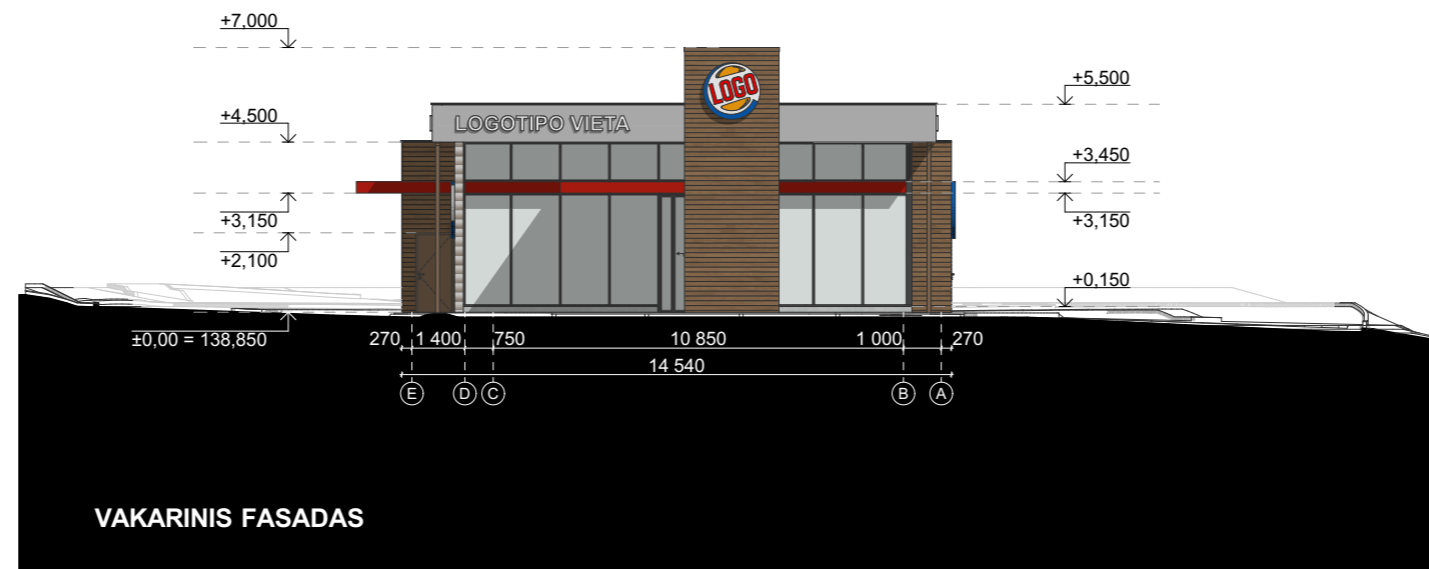 +7,000
+5,500
LOGO
+4,500
LOGOTIPO VIETA
+3,450
+3,150
+3,150
+2,100
+0,150
±0,00 = 138,850
270 1 400 750 10 850 1 000 270
14 540
E D C B A
VAKARINIS FASADAS